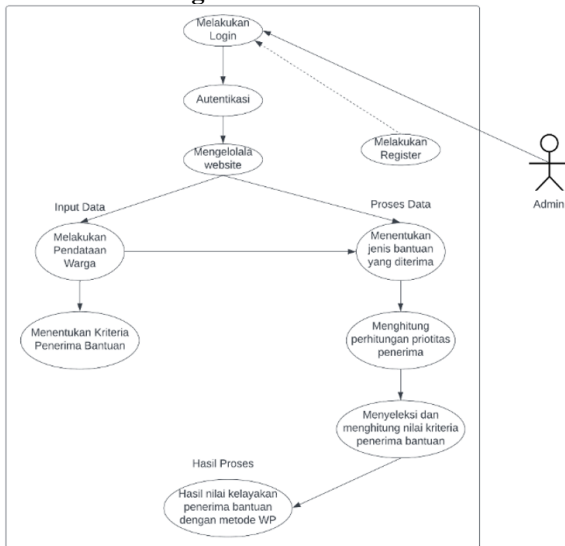 Melakukan
Login
Autentikasi
Melakukan
Register
Mengelolala
website
Admin
Input Data
Proses Data
Melakukan
Pendataan
Warga
Menentukan
jenis bantuan
yang diterima
Menentukan Kriteria
Penerima Bantuan
Menghitung
perhitungan priotitas
penerima
Menyeleksi dan
menghitung nilai kriteria
penerima bantuan
Hasil Proses
Hasil nilai kelayakan
penerima bantuan
dengan metode WP